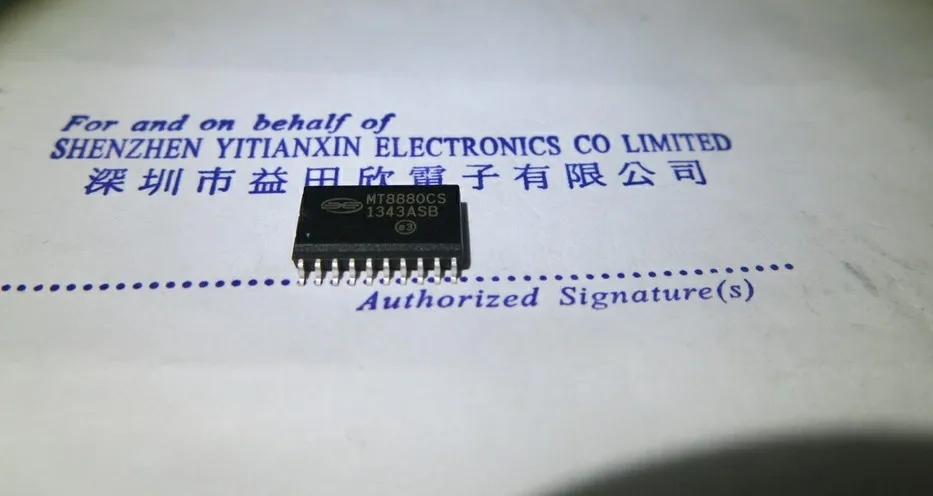 For and on behalf of
SHENZHEN YITIANXIN ELECTRONICS CO LIMITED
深圳市益田欣電子有限公司
MT8880CS
1343ASB
e3
Authorized Signature(s)